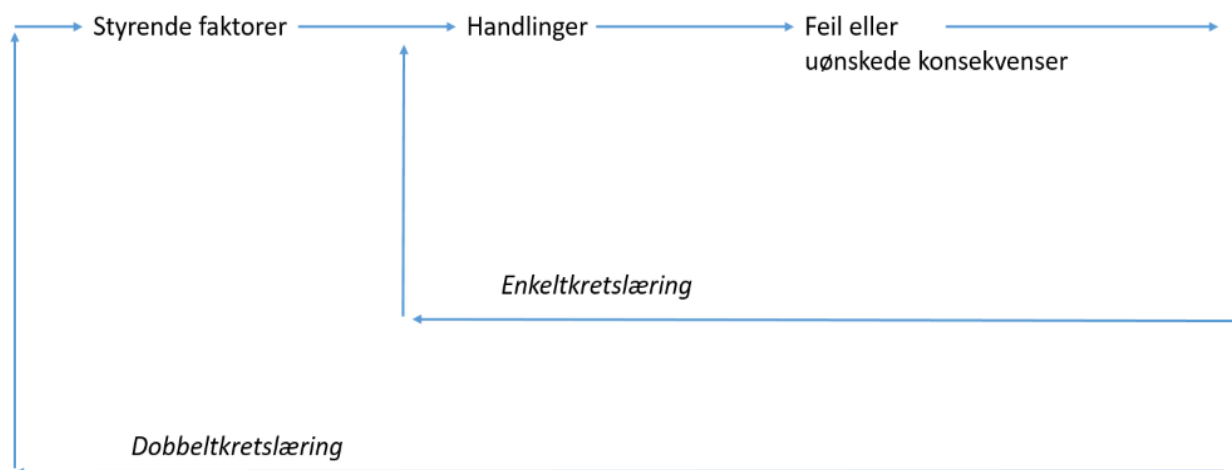 Styrende faktorer
Handlinger
Feil eller
uønskede konsekvenser
Enkeltkretslæring
Dobbeltkretslæring